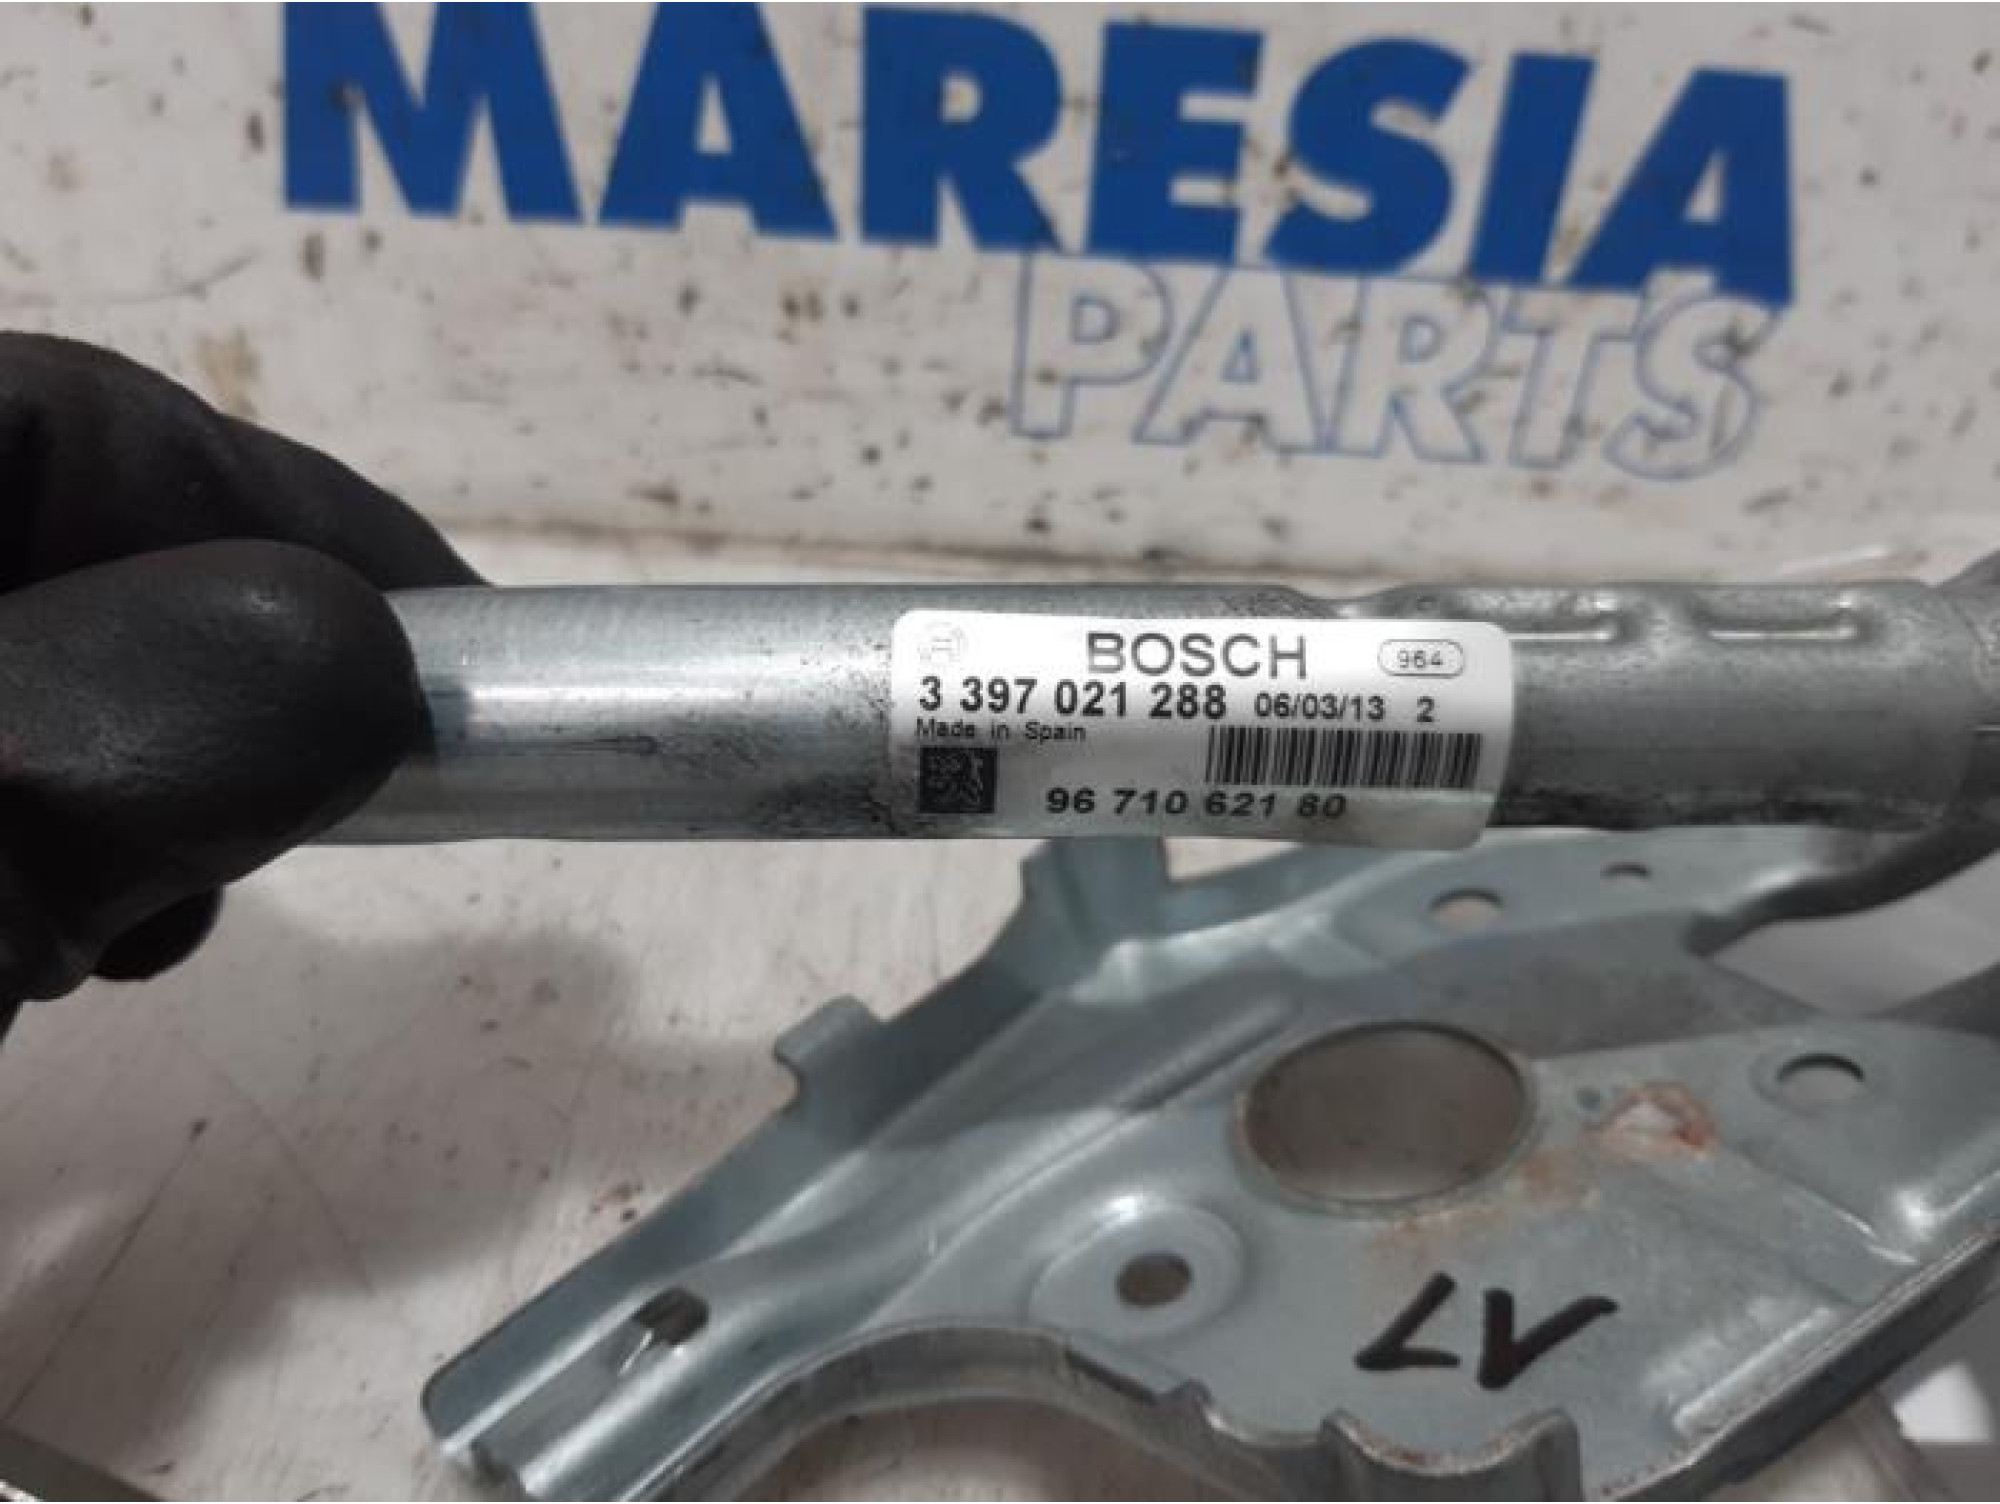 MARESIA
PARTS
BOSCH 964
3 397 021 288 06/03/13 2
Made in Spain
96 710 621 80
LV